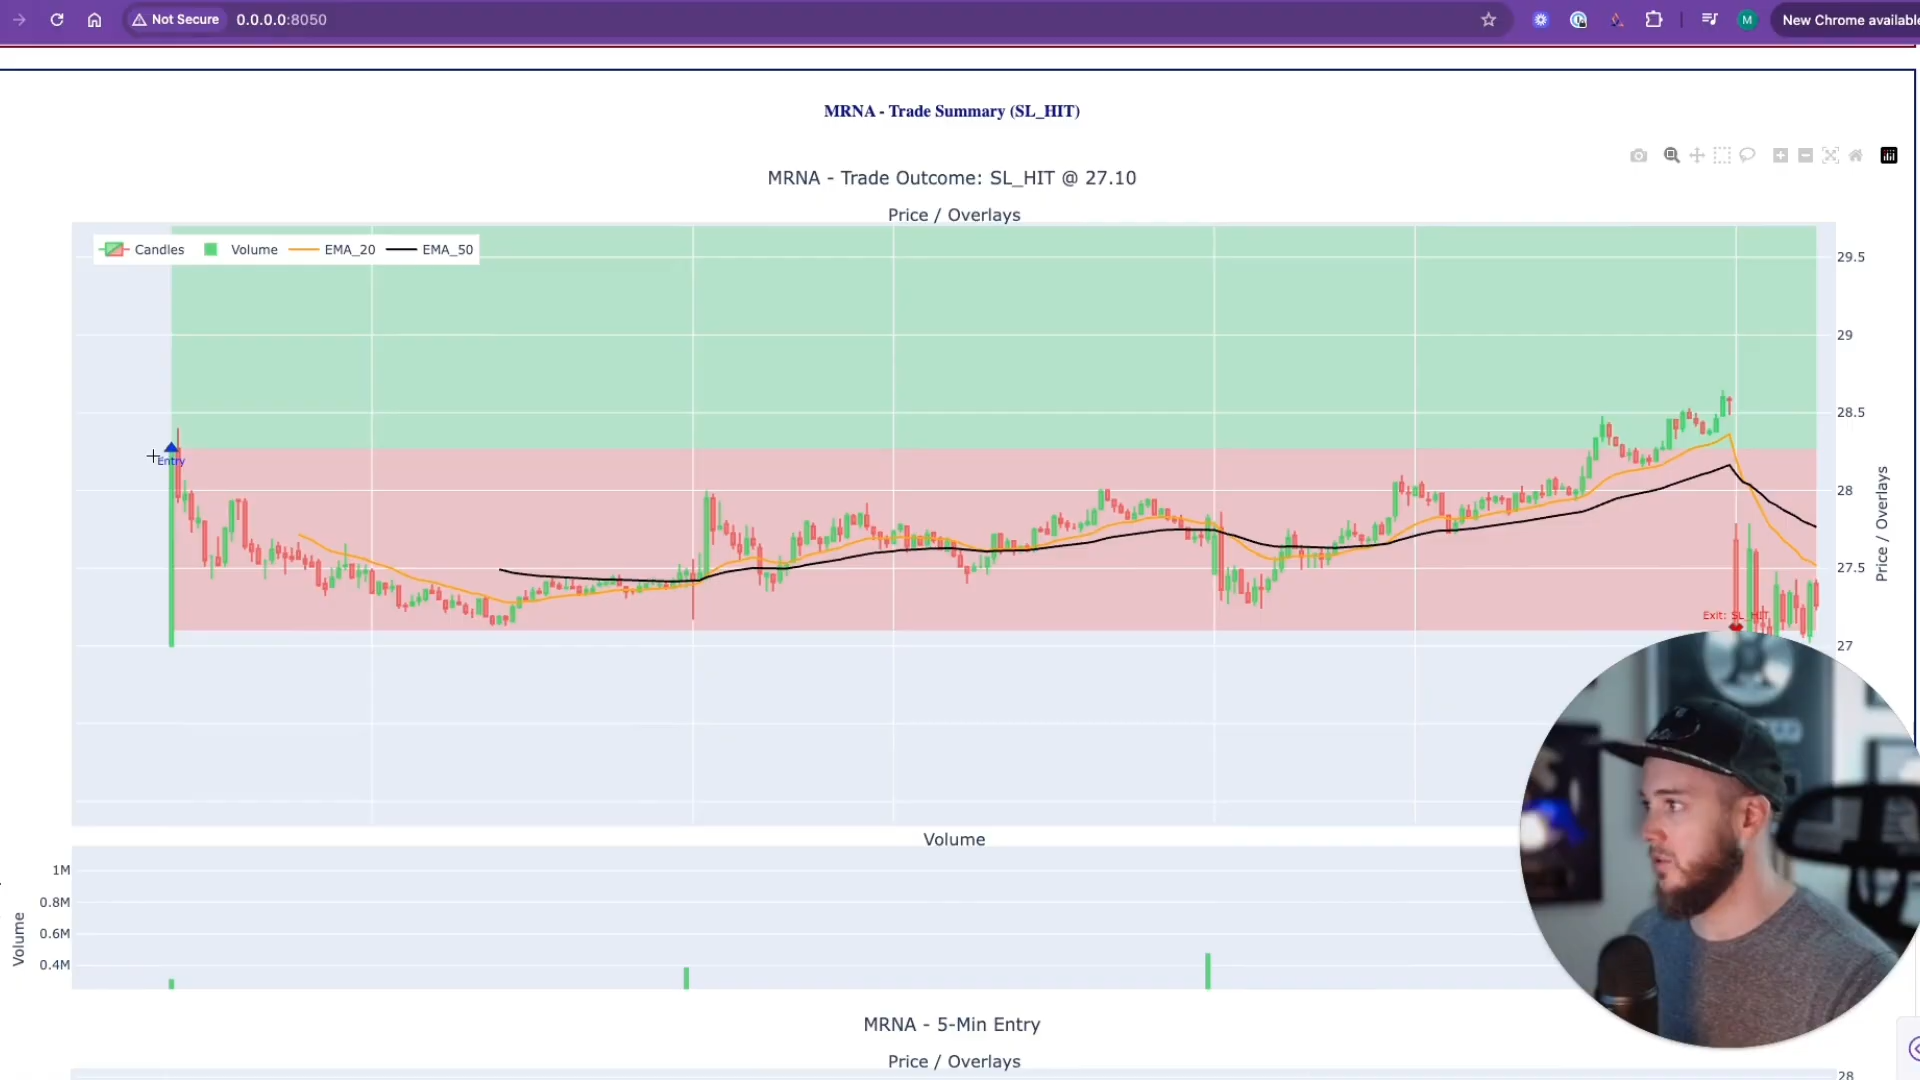 Not Secure 0.0.0.0:8050 M New Chrome available
MRNA - Trade Summary (SL_HIT)
MRNA - Trade Outcome: SL_HIT @ 27.10
Price / Overlays
Candles Volume EMA_20 EMA_50
29.5
29
28.5
28
27.5
27
Price / Overlays
Entry
Exit: SL_HIT
Volume
1M
0.8M
0.6M
0.4M
Volume
MRNA - 5-Min Entry
Price / Overlays
28